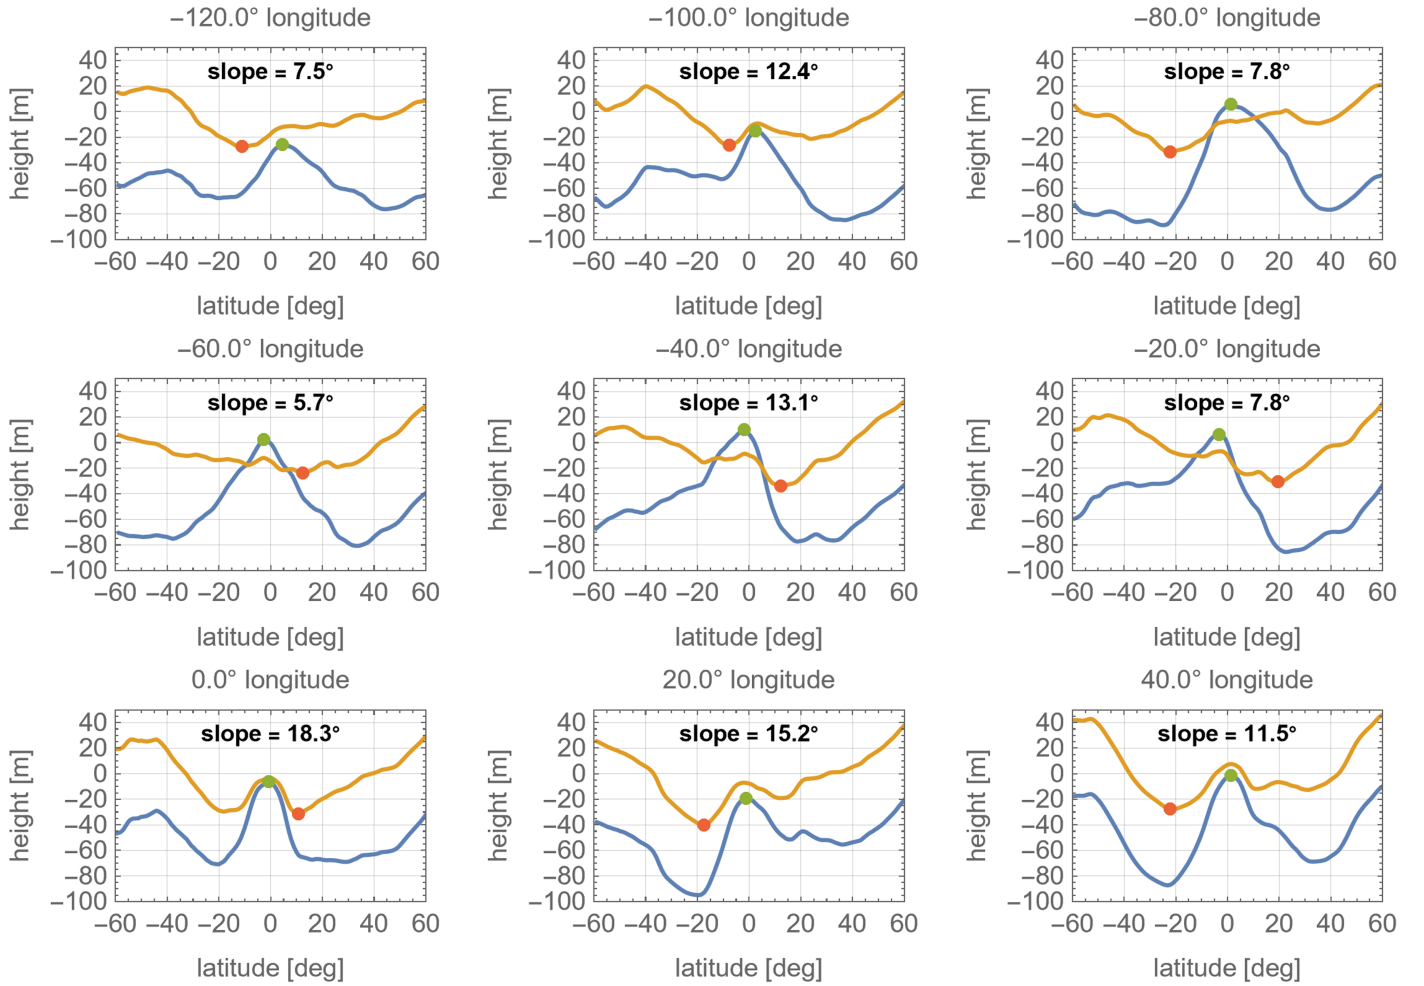 −120.0° longitude
−100.0° longitude
−80.0° longitude
slope = 7.5°
slope = 12.4°
slope = 7.8°
height [m]
40
20
0
−20
−40
−60
−80
−100
−60 −40 −20 0 20 40 60
latitude [deg]
height [m]
40
20
0
−20
−40
−60
−80
−100
−60 −40 −20 0 20 40 60
latitude [deg]
height [m]
40
20
0
−20
−40
−60
−80
−100
−60 −40 −20 0 20 40 60
latitude [deg]
−60.0° longitude
−40.0° longitude
−20.0° longitude
slope = 5.7°
slope = 13.1°
slope = 7.8°
height [m]
40
20
0
−20
−40
−60
−80
−100
−60 −40 −20 0 20 40 60
latitude [deg]
height [m]
40
20
0
−20
−40
−60
−80
−100
−60 −40 −20 0 20 40 60
latitude [deg]
height [m]
40
20
0
−20
−40
−60
−80
−100
−60 −40 −20 0 20 40 60
latitude [deg]
0.0° longitude
20.0° longitude
40.0° longitude
slope = 18.3°
slope = 15.2°
slope = 11.5°
height [m]
40
20
0
−20
−40
−60
−80
−100
−60 −40 −20 0 20 40 60
latitude [deg]
height [m]
40
20
0
−20
−40
−60
−80
−100
−60 −40 −20 0 20 40 60
latitude [deg]
height [m]
40
20
0
−20
−40
−60
−80
−100
−60 −40 −20 0 20 40 60
latitude [deg]